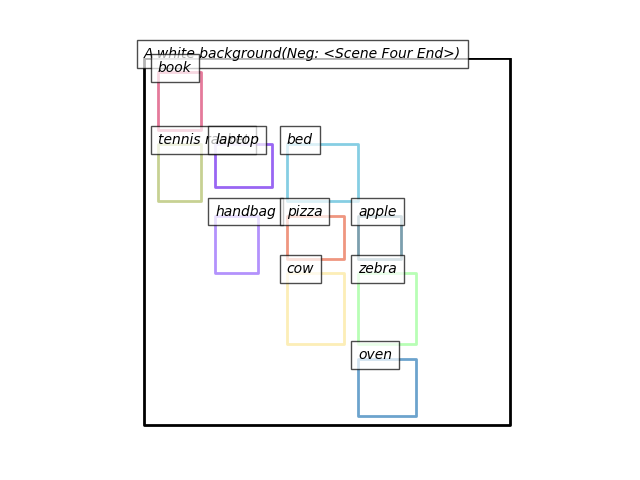 A white background(Neg: <Scene Four End>)
book
tennis racket
laptop
bed
handbag
pizza
apple
cow
zebra
oven